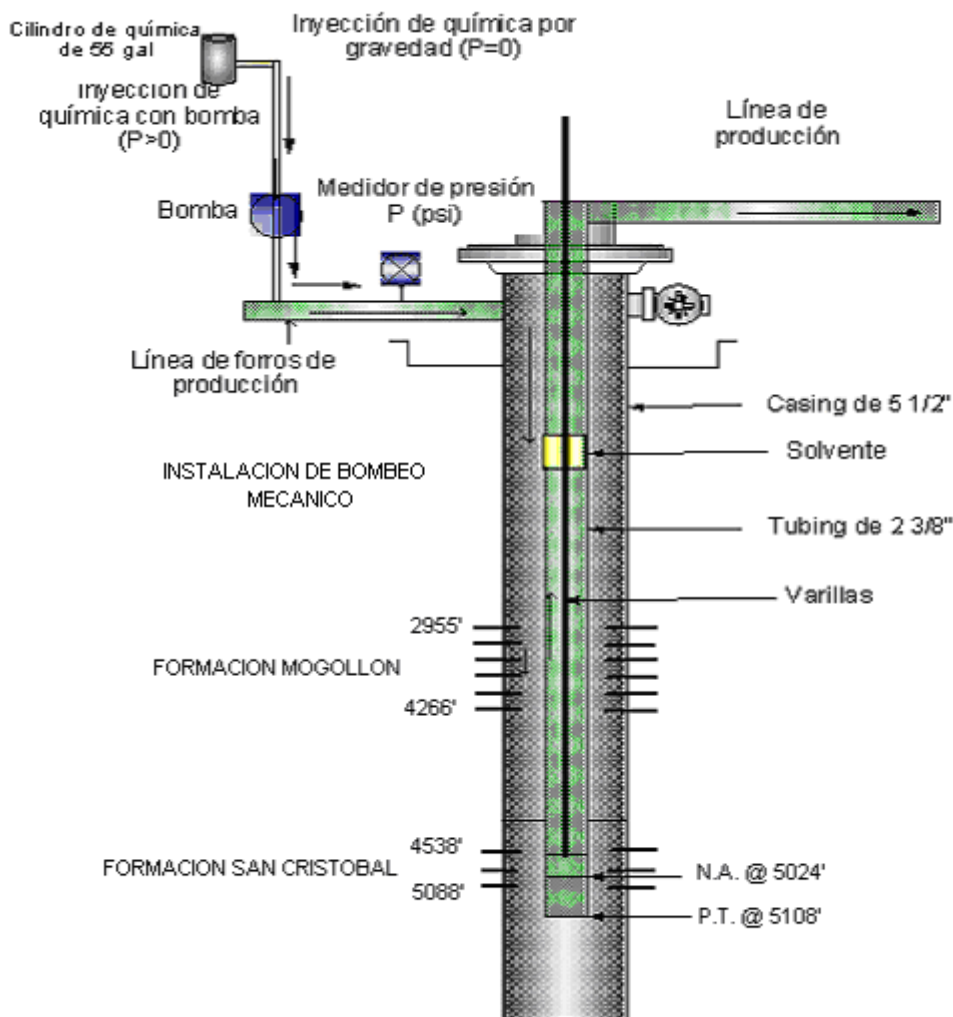 Cilindro de química
de 55 gal
Inyección de química por
gravedad (P=0)
Inyección de
química con bomba
(P>0)
Línea de
producción
Bomba
Medidor de presión
P (psi)
Línea de forros de
producción
Casing de 5 1/2"
Solvente
INSTALACION DE BOMBEO
MECANICO
Tubing de 2 3/8"
Varillas
2955'
FORMACION MOGOLLON
4266'
4538'
FORMACION SAN CRISTOBAL
5088'
N.A. @ 5024'
P.T. @ 5108'